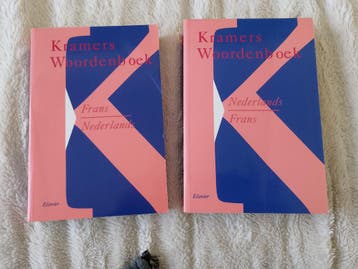 Kramers
Woordenboek
Frans
Nederlands
Elsevier
Kramers
Woordenboek
Nederlands
Frans
Elsevier